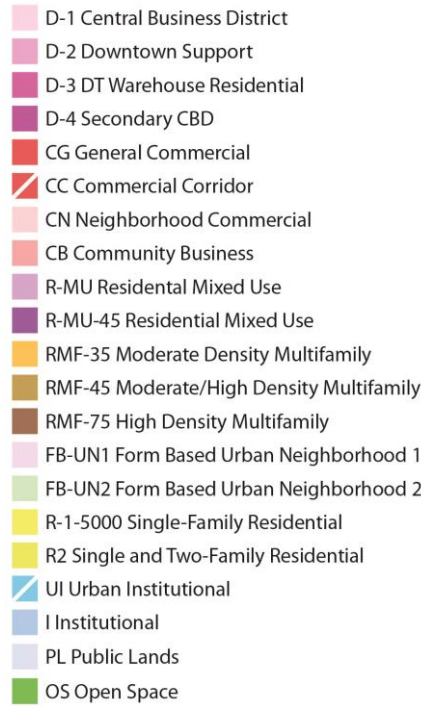 D-1 Central Business District
D-2 Downtown Support
D-3 DT Warehouse Residential
D-4 Secondary CBD
CG General Commercial
CC Commercial Corridor
CN Neighborhood Commercial
CB Community Business
R-MU Residental Mixed Use
R-MU-45 Residential Mixed Use
RMF-35 Moderate Density Multifamily
RMF-45 Moderate/High Density Multifamily
RMF-75 High Density Multifamily
FB-UN1 Form Based Urban Neighborhood 1
FB-UN2 Form Based Urban Neighborhood 2
R-1-5000 Single-Family Residential
R2 Single and Two-Family Residential
UI Urban Institutional
I Institutional
PL Public Lands
OS Open Space